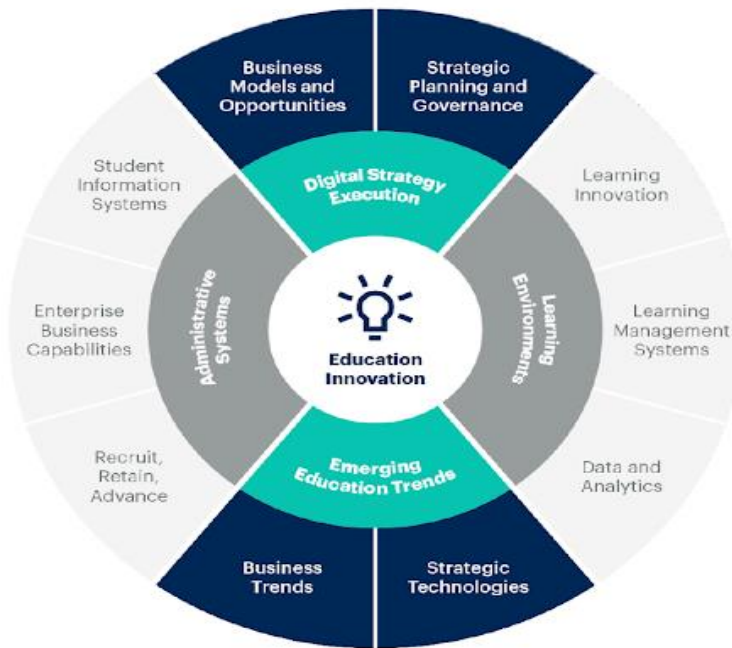 Business
Models and
Opportunities
Strategic
Planning and
Governance
Student
Information
Systems
Digital Strategy
Execution
Learning
Innovation
Enterprise
Business
Capabilities
Administrative
Systems
Education
Innovation
Learning
Environments
Learning
Management
Systems
Recruit,
Retain,
Advance
Emerging
Education Trends
Data and
Analytics
Business
Trends
Strategic
Technologies